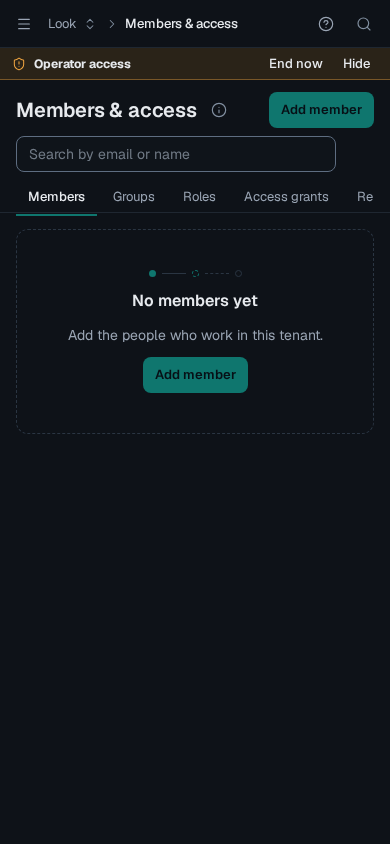 Look Members & access
Operator access End now Hide
Members & access Add member
Search by email or name
Members Groups Roles Access grants Re
No members yet
Add the people who work in this tenant.
Add member